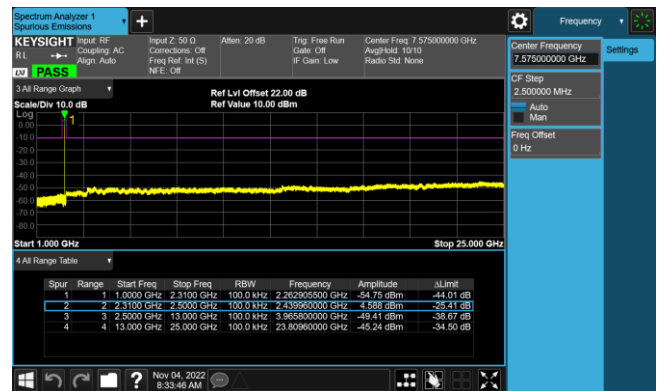 Spectrum Analyzer 1
Spurious Emissions
Frequency
KEYSIGHT
RL
LXI
PASS
Input: RF
Coupling: AC
Align: Auto
Input Z: 50 Ω
Corrections: Off
Freq Ref: Int (S)
NFE: Off
Atten: 20 dB
Trig: Free Run
Gate: Off
IF Gain: Low
Center Freq: 7.575000000 GHz
Avg|Hold: 10/10
Radio Std: None
Center Frequency
7.575000000 GHz
Settings
CF Step
2.500000 MHz
Auto
Man
Freq Offset
0 Hz
3 All Range Graph
Scale/Div 10.0 dB
Ref Lvl Offset 22.00 dB
Ref Value 10.00 dBm
Log
1
0.00
-10.0
-20.0
-30.0
-40.0
-50.0
-60.0
-70.0
-80.0
Start 1.000 GHz
Stop 25.000 GHz
4 All Range Table
Spur Range Start Freq Stop Freq RBW Frequency Amplitude ΔLimit
1 1 1.0000 GHz 2.3100 GHz 100.0 kHz 2.262905500 GHz -54.75 dBm -44.01 dB
2 2 2.3100 GHz 2.5000 GHz 100.0 kHz 2.439960000 GHz 4.588 dBm -25.41 dB
3 3 2.5000 GHz 13.000 GHz 100.0 kHz 3.965800000 GHz -49.41 dBm -38.67 dB
4 4 13.000 GHz 25.000 GHz 100.0 kHz 23.80960000 GHz -45.24 dBm -34.50 dB
?
Nov 04, 2022
8:33:46 AM